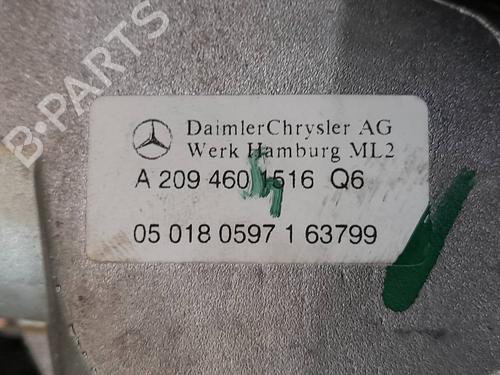 B-PARTS
DaimlerChrysler AG
Werk Hamburg ML2
A 209 460 1516 Q6
05 018 0597 1 63799